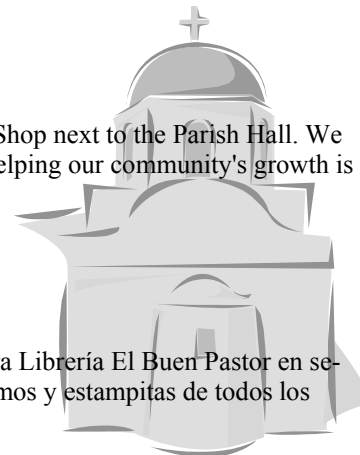 Shop next to the Parish Hall. We
elping our community's growth is
ra Librería El Buen Pastor en se-
mos y estampitas de todos los